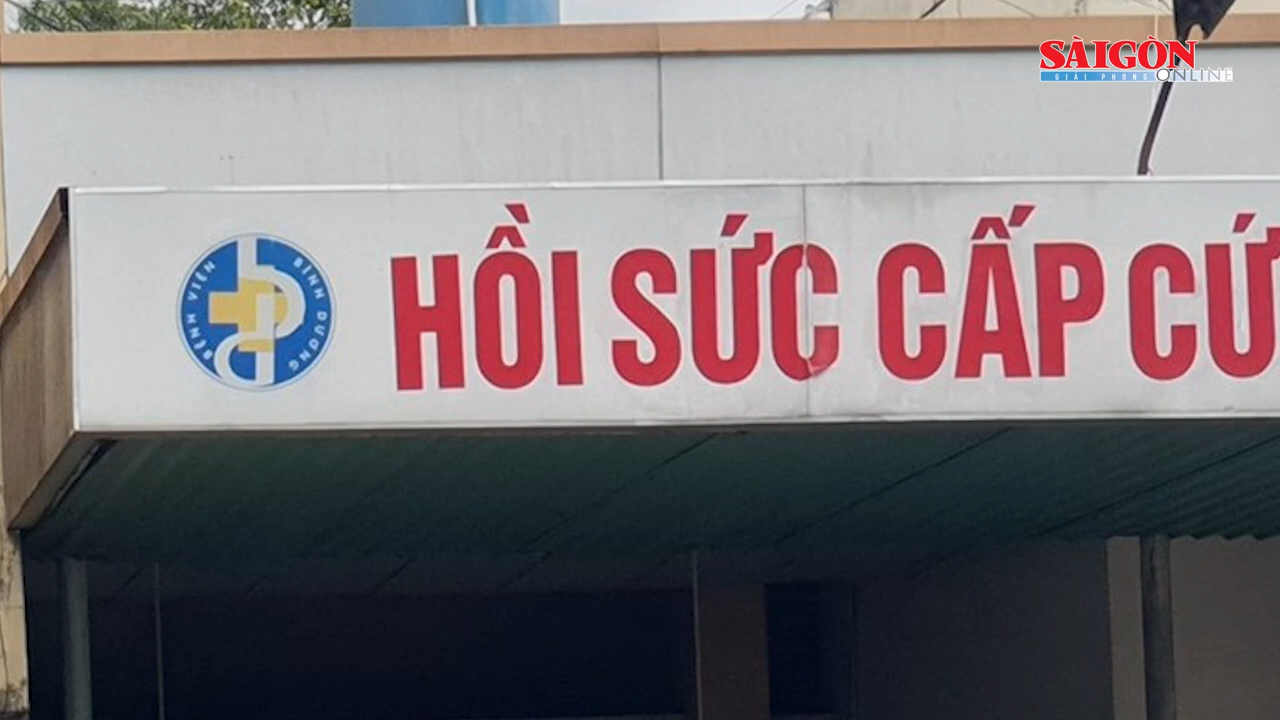 SÀIGÒN
GIẢI PHÓNG ONLINE
BỆNH VIỆN BÌNH DƯƠNG
HỒI SỨC CẤP CỨ